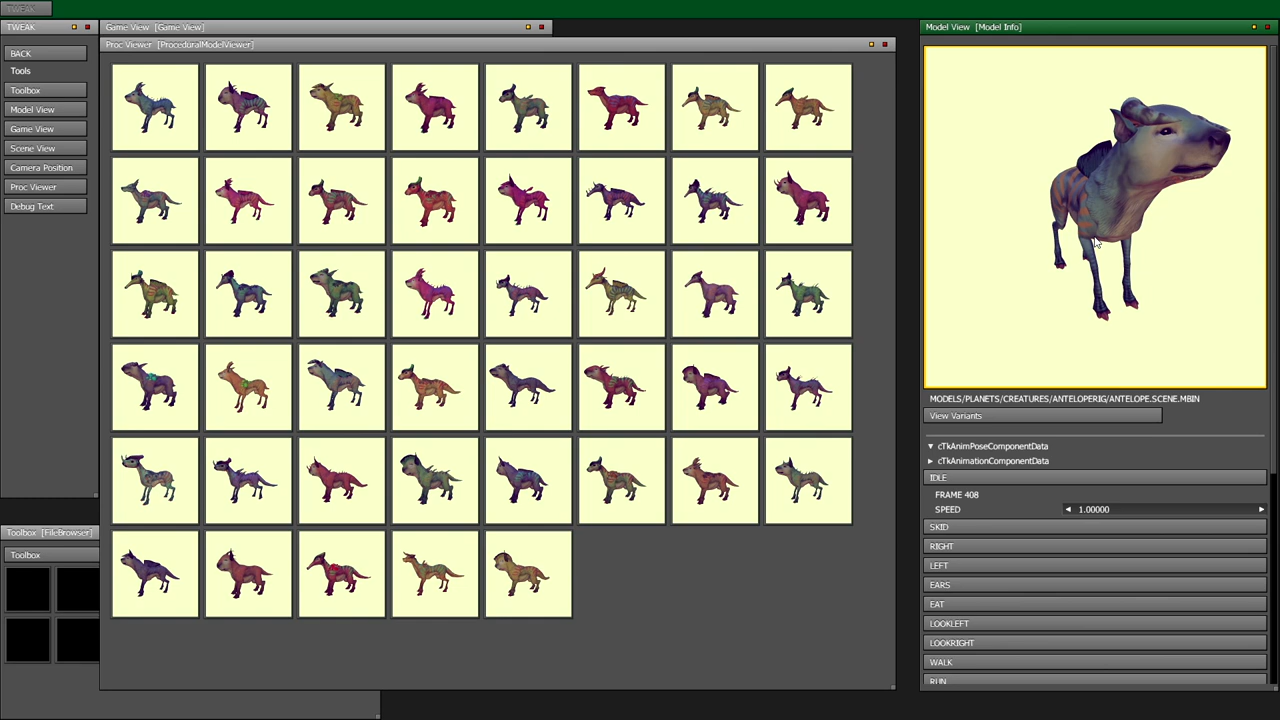 TWEAK
TWEAK
BACK
Tools
Toolbox
Model View
Game View
Scene View
Camera Position
Proc Viewer
Debug Text
Toolbox [FileBrowser]
Toolbox
Game View [Game View]
Proc Viewer [ProceduralModelViewer]
Model View [Model Info]
MODELS/PLANETS/CREATURES/ANTELOPERIG/ANTELOPE.SCENE.MBIN
View Variants
cTkAnimPoseComponentData
cTkAnimationComponentData
IDLE
FRAME 408
SPEED 1.00000
SKID
RIGHT
LEFT
EARS
EAT
LOOKLEFT
LOOKRIGHT
WALK
RUN